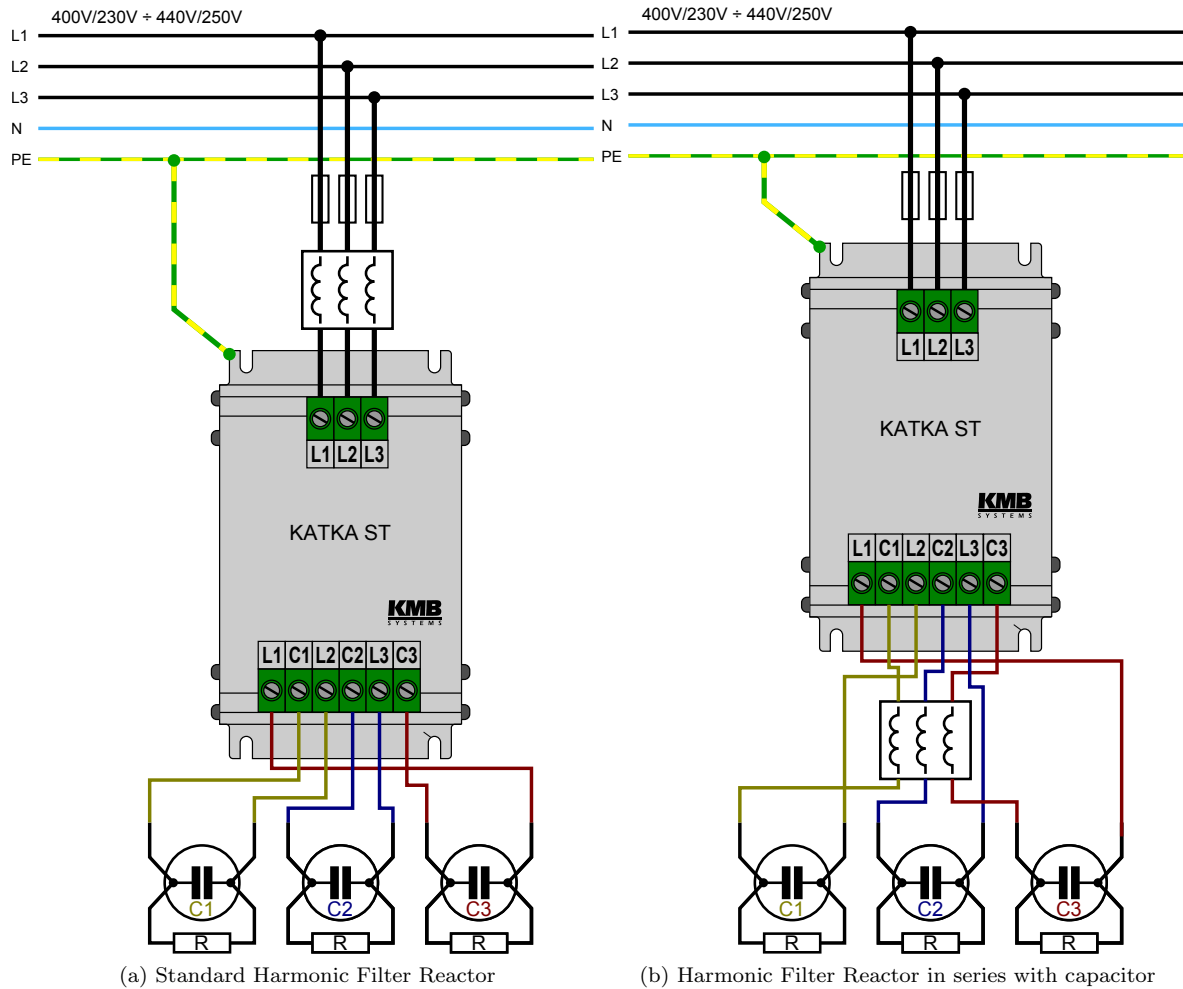 400V/230V ÷ 440V/250V
L1
L2
L3
N
PE
L1 L2 L3
KATKA ST
KMB
SYSTEMS
L1 C1 L2 C2 L3 C3
C1 C2 C3
R R R
(a) Standard Harmonic Filter Reactor
400V/230V ÷ 440V/250V
L1
L2
L3
N
PE
L1 L2 L3
KATKA ST
KMB
SYSTEMS
L1 C1 L2 C2 L3 C3
C1 C2 C3
R R R
(b) Harmonic Filter Reactor in series with capacitor